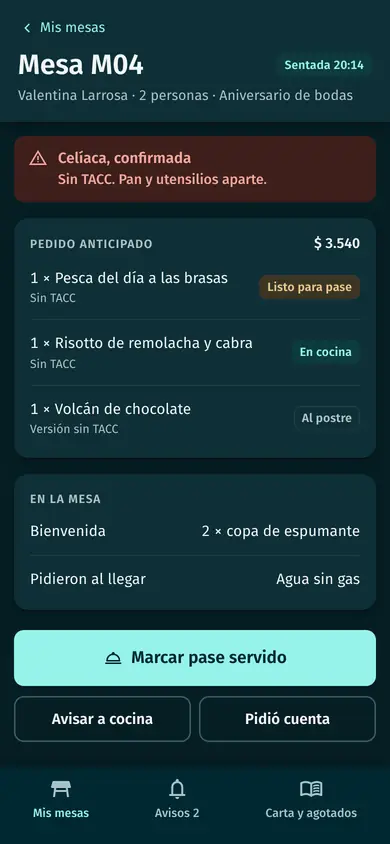 Mis mesas
Mesa M04
Sentada 20:14
Valentina Larrosa · 2 personas · Aniversario de bodas
Celíaca, confirmada
Sin TACC. Pan y utensilios aparte.
PEDIDO ANTICIPADO
$ 3.540
1 × Pesca del día a las brasas
Sin TACC
Listo para pase
1 × Risotto de remolacha y cabra
Sin TACC
En cocina
1 × Volcán de chocolate
Versión sin TACC
Al postre
EN LA MESA
Bienvenida
2 × copa de espumante
Pidieron al llegar
Agua sin gas
Marcar pase servido
Avisar a cocina
Pidió cuenta
Mis mesas
Avisos 2
Carta y agotados